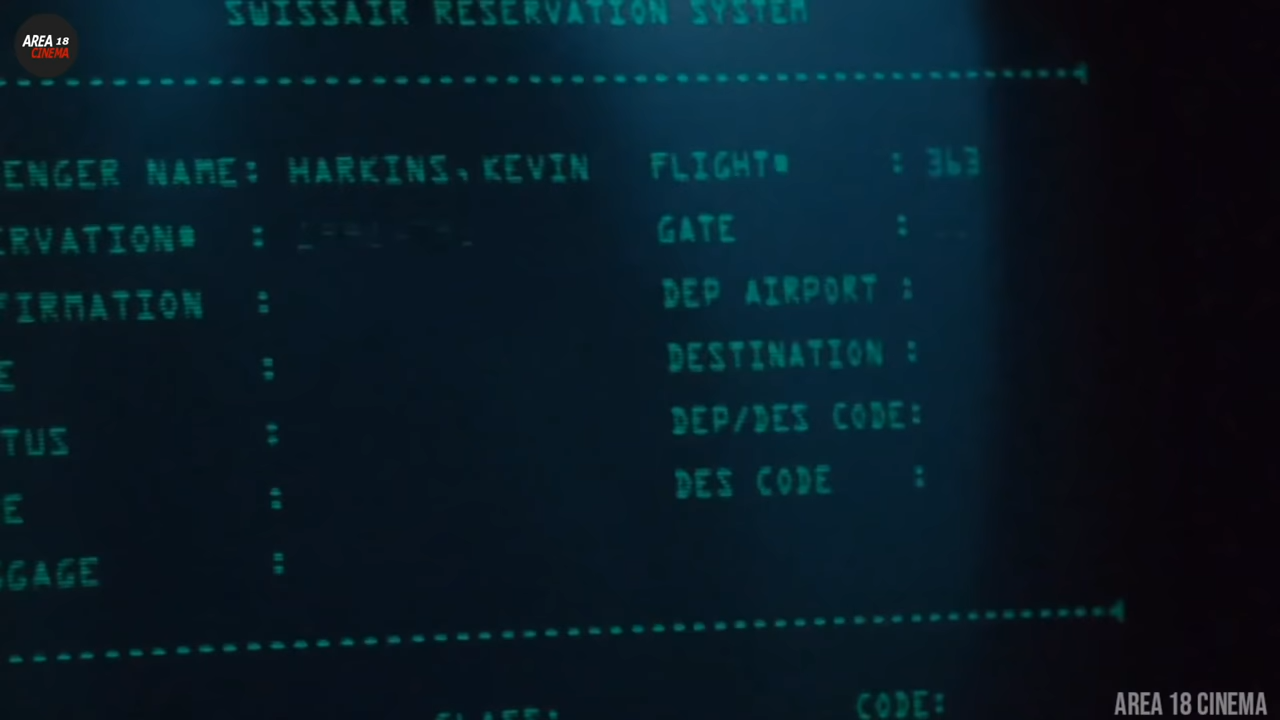 AREA 18
CINEMA
SWISSAIR RESERVATION SYSTEM
ENGER NAME: HARKINS, KEVIN FLIGHT# : 363
ERVATION# : GATE :
FIRMATION : DEP AIRPORT :
E : DESTINATION :
TUS : DEP/DES CODE:
E : DES CODE :
GGAGE :
CODE:
AREA 18 CINEMA